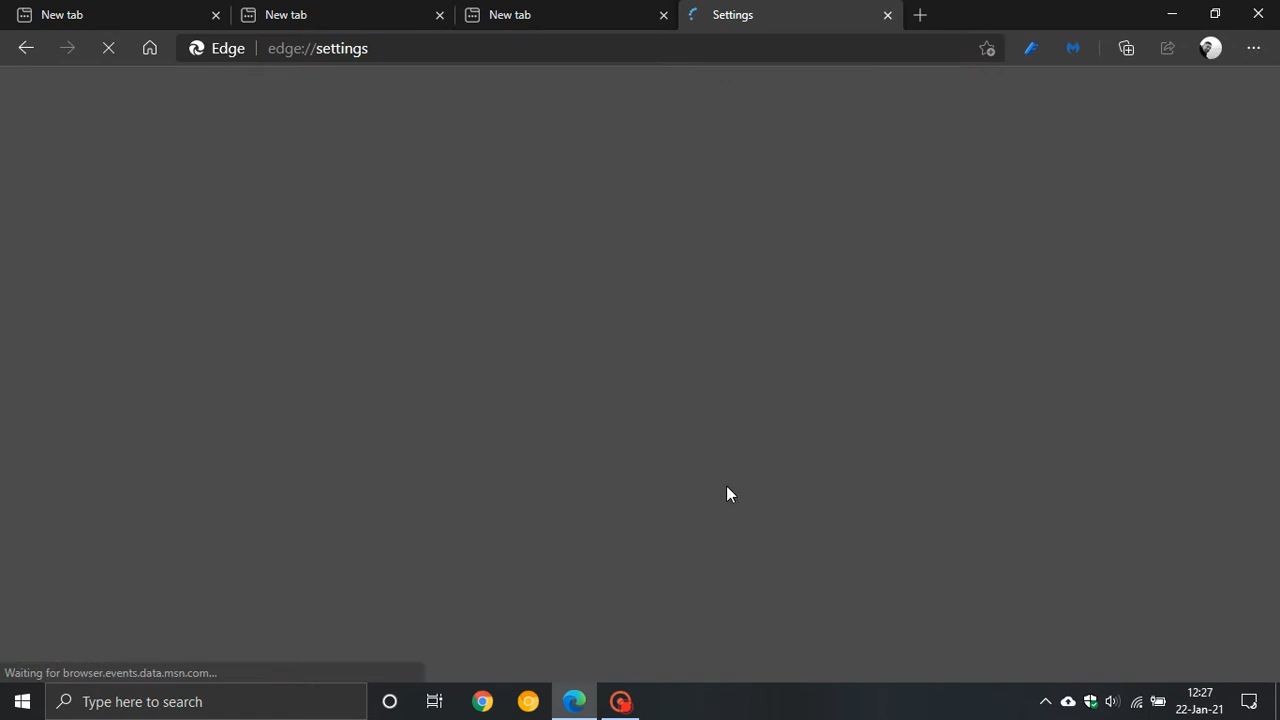 New tab
New tab
New tab
Settings
Edge
edge://settings
Waiting for browser.events.data.msn.com...
Type here to search
12:27
22-Jan-21